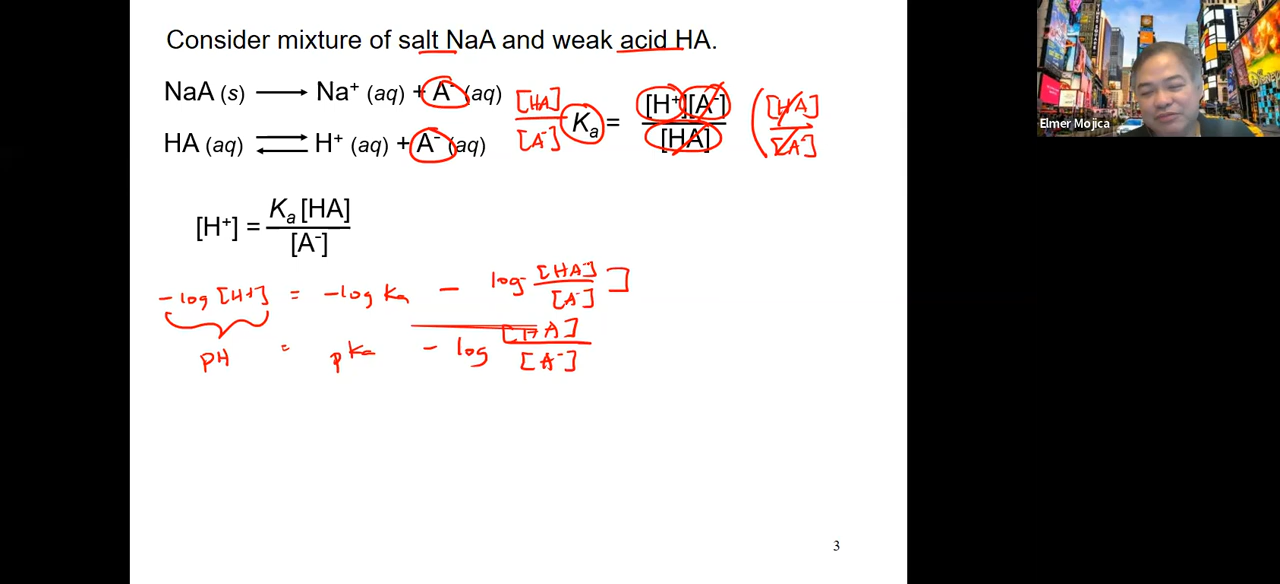 Consider mixture of salt NaA and weak acid HA.
NaA (s) ⟶ Na⁺ (aq) + A⁻ (aq)
HA (aq) ⇌ H⁺ (aq) + A⁻ (aq)
[HA]/[A⁻] Kₐ = [H⁺][A⁻]/[HA] ([HA]/[A⁻]
Elmer Mojica
[H⁺] = Kₐ [HA]/[A⁻]
-log [H+] = -log Ka - log [HA]/[A⁻] ]
PH = pKa - log [HA]/[A⁻]
3